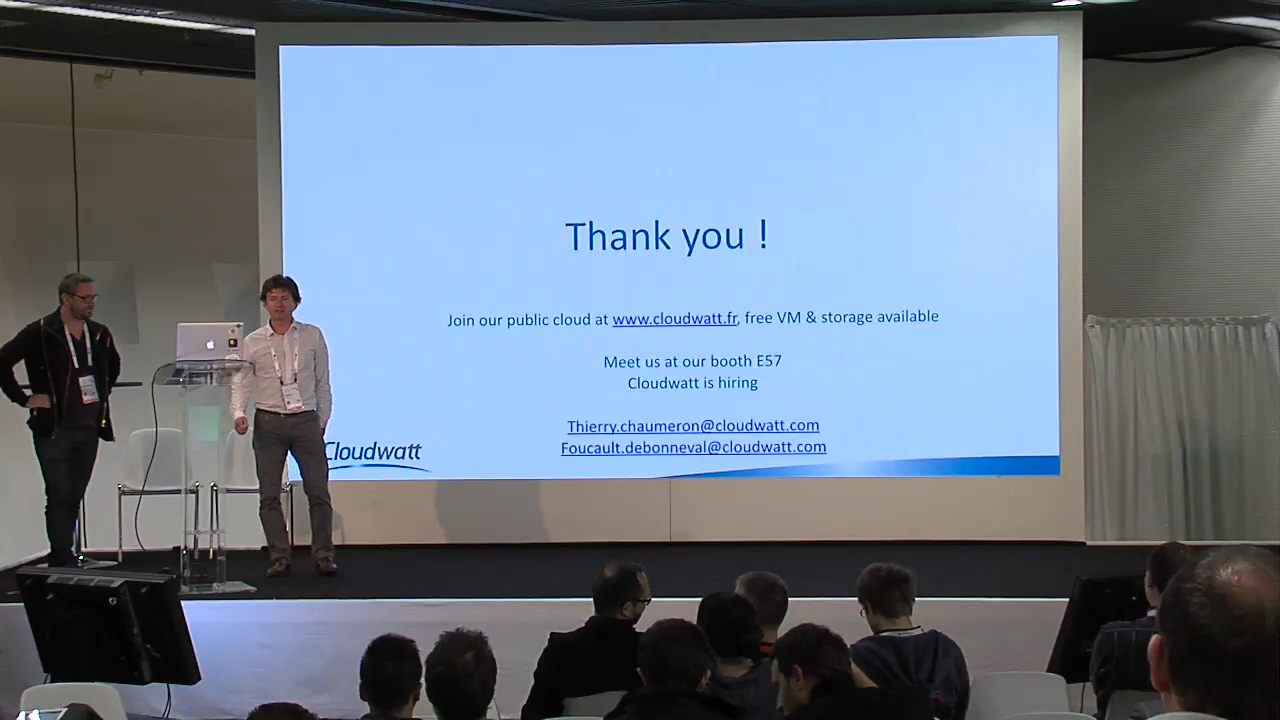 Thank you !
Join our public cloud at www.cloudwatt.fr, free VM & storage available
Meet us at our booth E57
Cloudwatt is hiring
Thierry.chaumeron@cloudwatt.com
Foucault.debonneval@cloudwatt.com
Cloudwatt